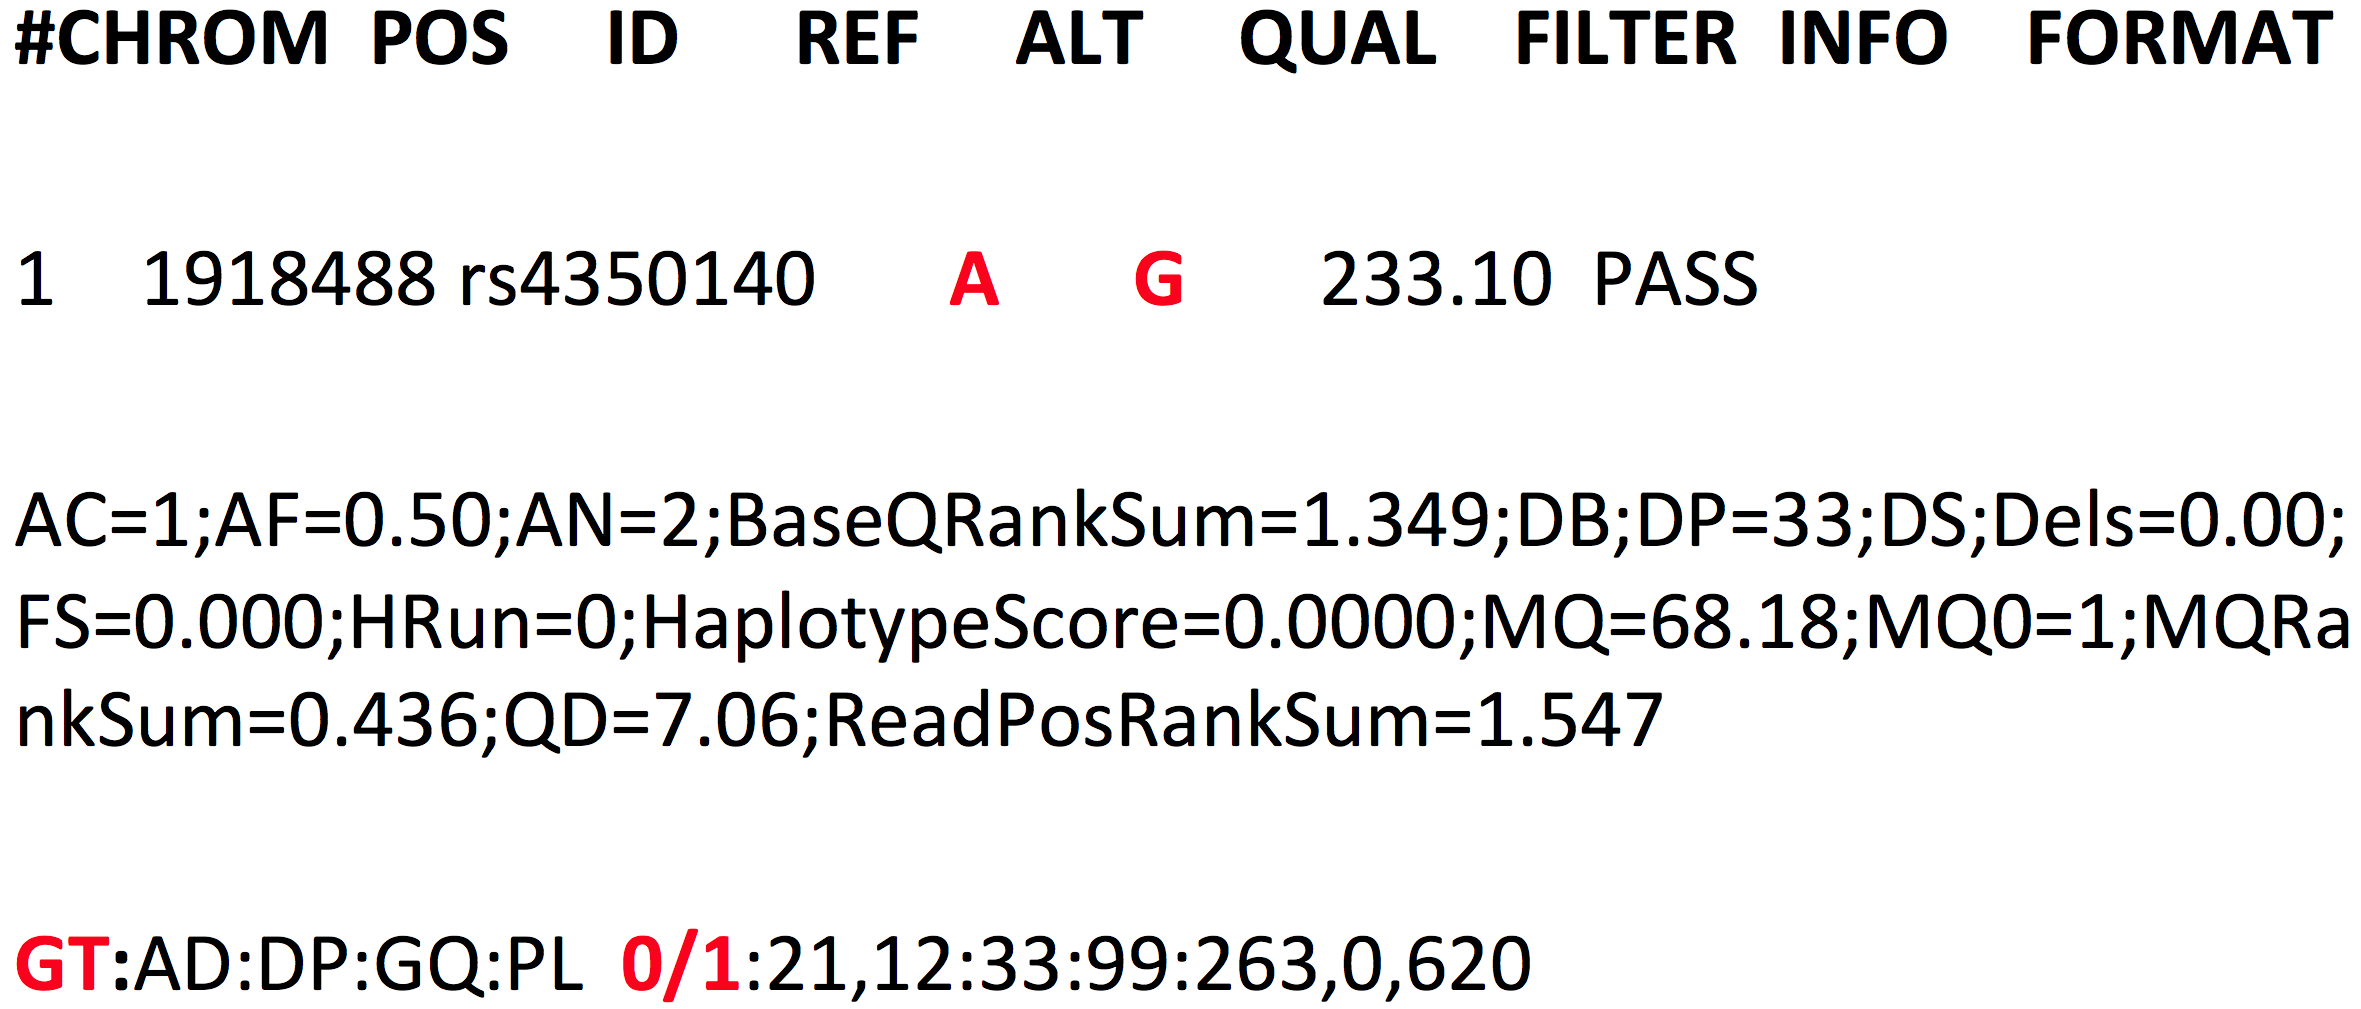 #CHROM POS ID REF ALT QUAL FILTER INFO FORMAT
1 1918488 rs4350140 A G 233.10 PASS
AC=1;AF=0.50;AN=2;BaseQRankSum=1.349;DB;DP=33;DS;Dels=0.00;
FS=0.000;HRun=0;HaplotypeScore=0.0000;MQ=68.18;MQ0=1;MQRa
nkSum=0.436;QD=7.06;ReadPosRankSum=1.547
GT:AD:DP:GQ:PL 0/1:21,12:33:99:263,0,620